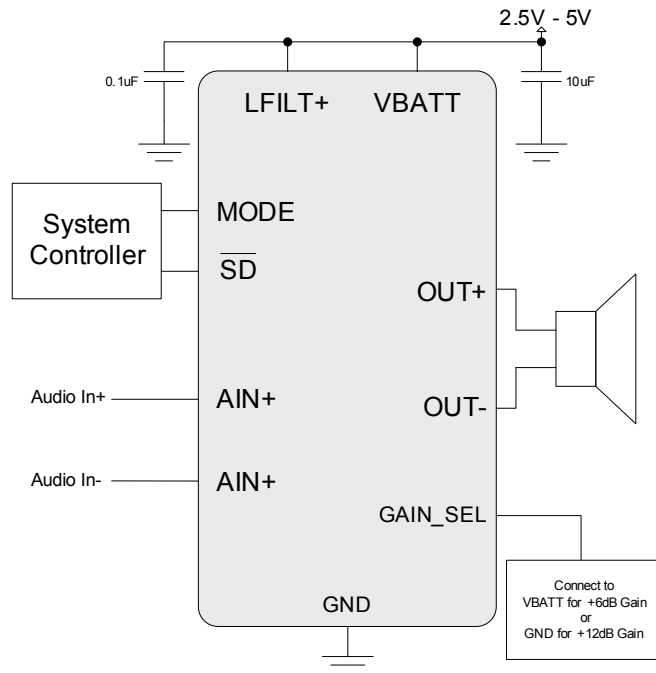 2.5V - 5V
0.1uF
10uF
LFILT+
VBATT
System
Controller
MODE
SD
OUT+
Audio In+
AIN+
OUT-
Audio In-
AIN+
GAIN_SEL
Connect to
VBATT for +6dB Gain
or
GND for +12dB Gain
GND